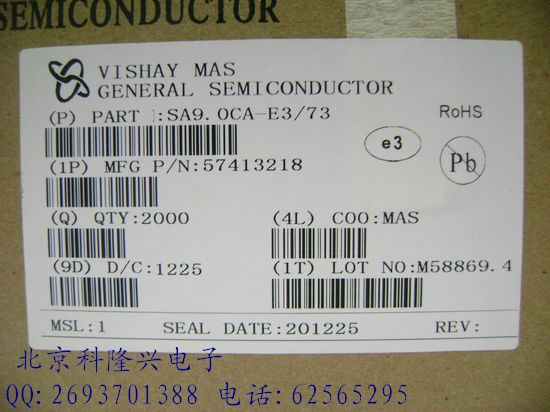 SEMICONDUCTOR
VISHAY MAS
GENERAL SEMICONDUCTOR
(P) PART :SA9.0CA-E3/73
RoHS
e3
Pb
(1P) MFG P/N:57413218
(Q) QTY:2000
(4L) COO:MAS
(9D) D/C:1225
(1T) LOT NO:M58869.4
MSL:1 SEAL DATE:201225 REV:
北京科隆兴电子
QQ:2693701388 电话:62565295